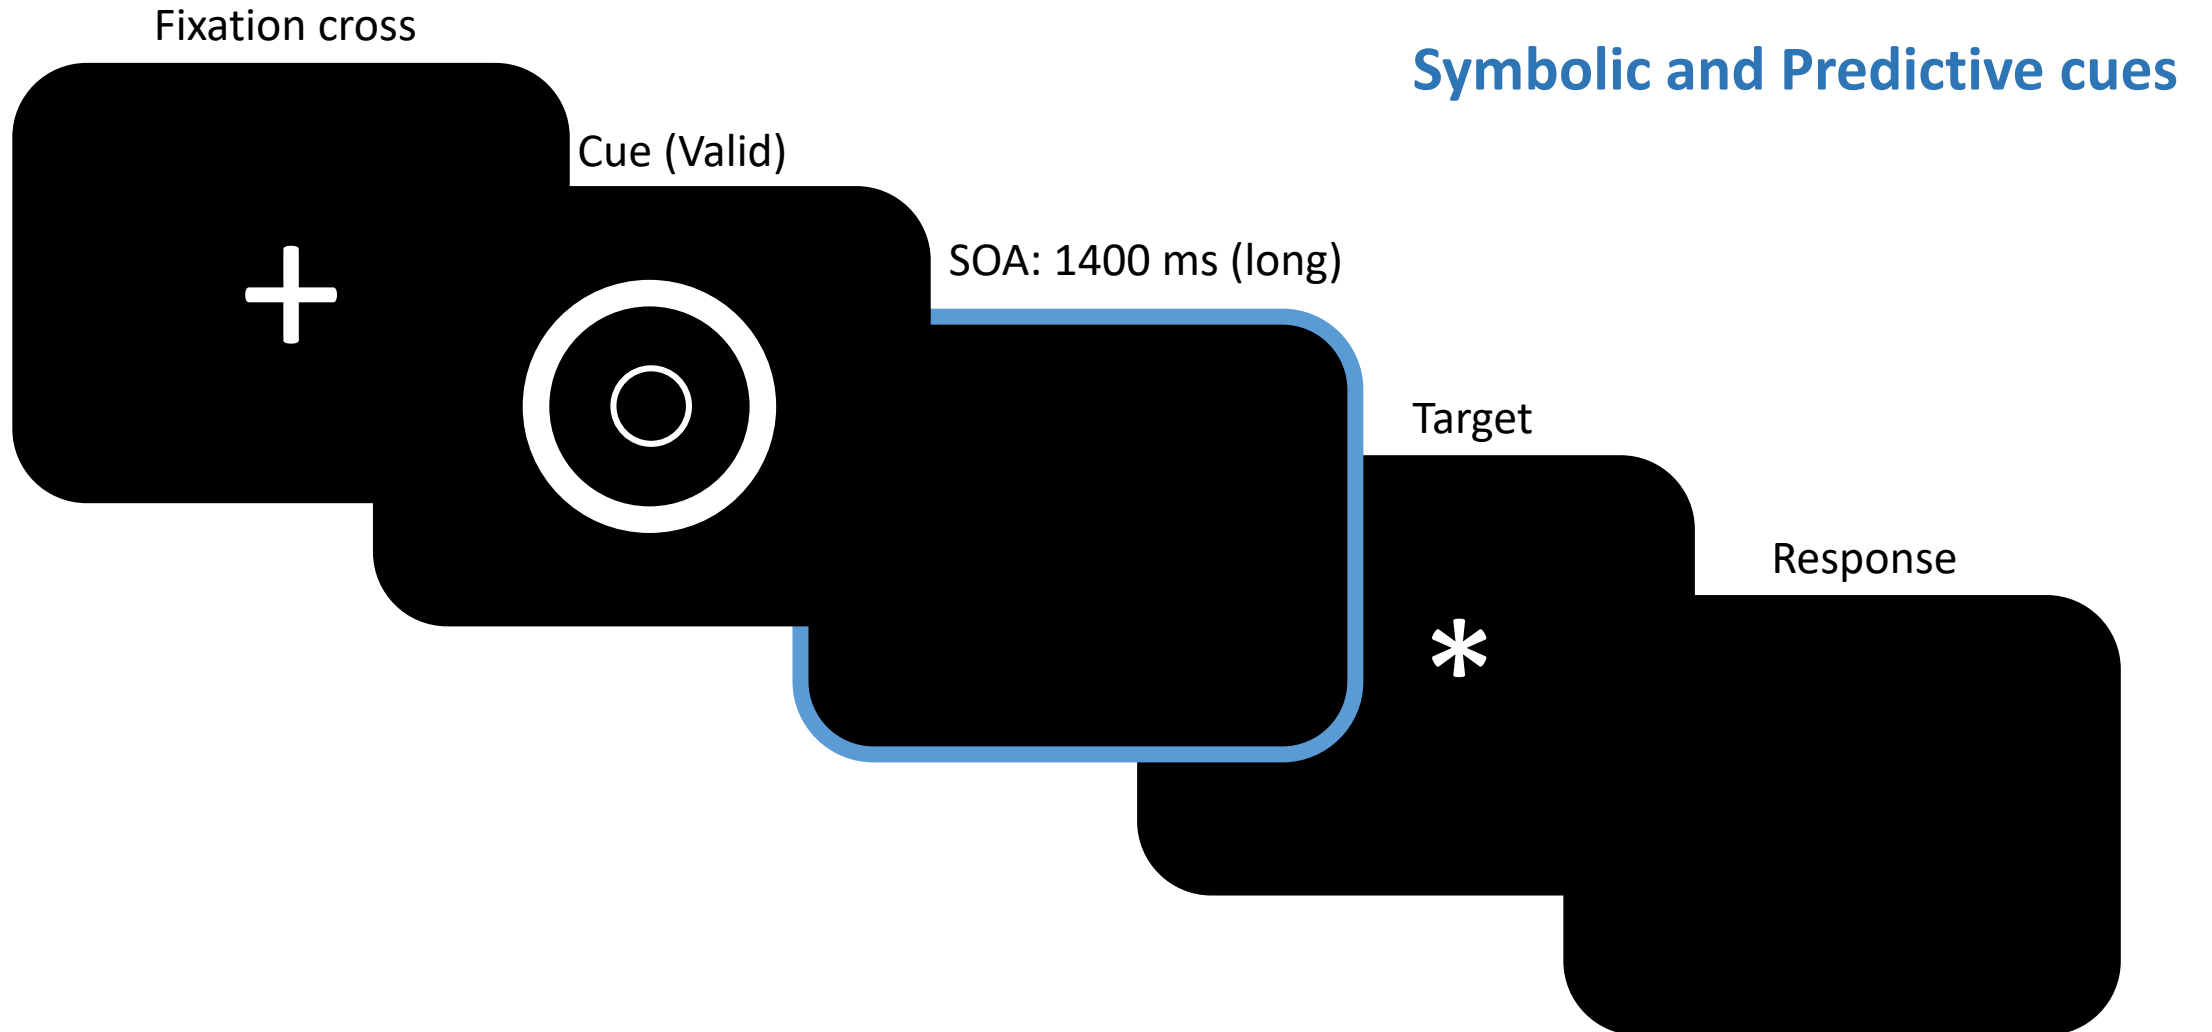 Fixation cross
Symbolic and Predictive cues
Cue (Valid)
SOA: 1400 ms (long)
Target
Response
+
*